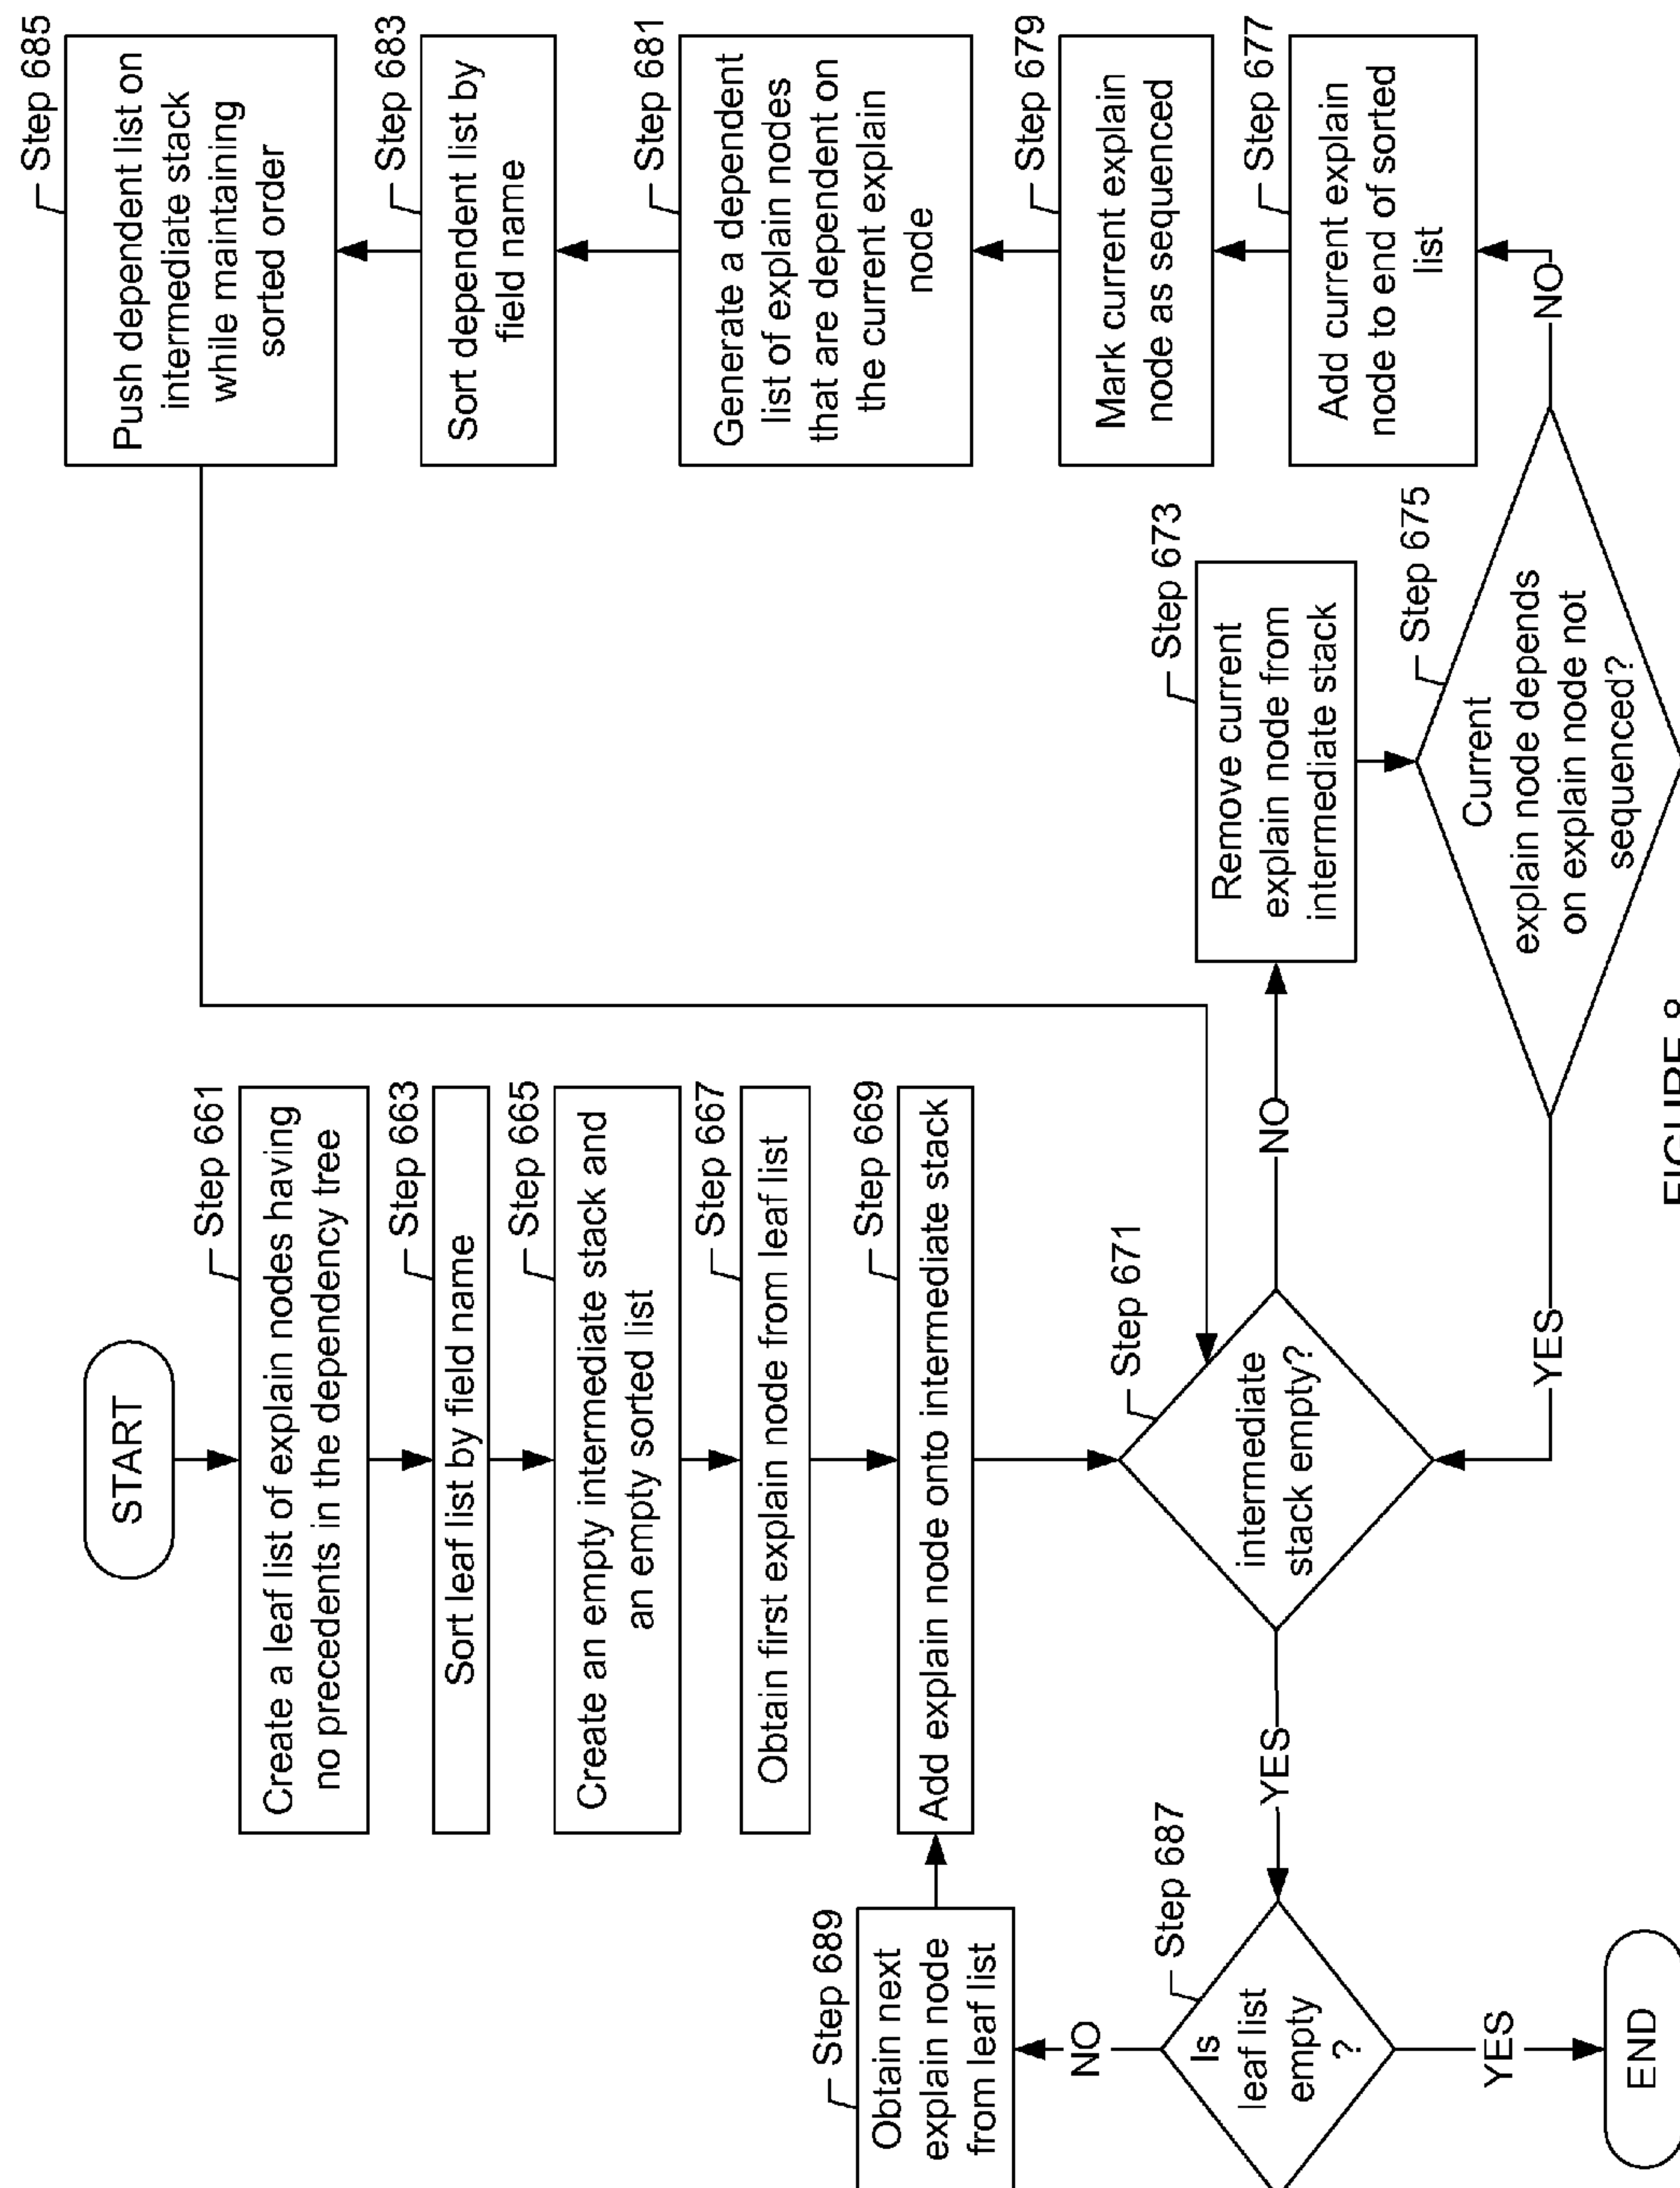 START
Step 661
Create a leaf list of explain nodes having
no precedents in the dependency tree
Step 663
Sort leaf list by field name
Step 665
Create an empty intermediate stack and
an empty sorted list
Step 667
Obtain first explain node from leaf list
Step 669
Add explain node onto intermediate stack
Step 671
intermediate
stack empty?
NO
YES
Step 673
Remove current
explain node from
intermediate stack
Step 675
Current
explain node depends
on explain node not
sequenced?
YES
NO
Step 677
Add current explain
node to end of sorted
list
Step 679
Mark current explain
node as sequenced
Step 681
Generate a dependent
list of explain nodes
that are dependent on
the current explain
node
Step 683
Sort dependent list by
field name
Step 685
Push dependent list on
intermediate stack
while maintaining
sorted order
Step 687
Is
leaf list
empty
?
NO
YES
Step 689
Obtain next
explain node
from leaf list
END
FIGURE 8